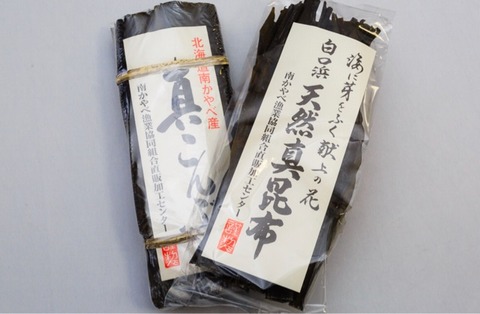 北海道南かやべ産
真こんぶ
南かやべ漁業協同組合直販加工センター
海に芽をふく献上の花
白口浜
天然真昆布
南かやべ漁業協同組合直販加工センター